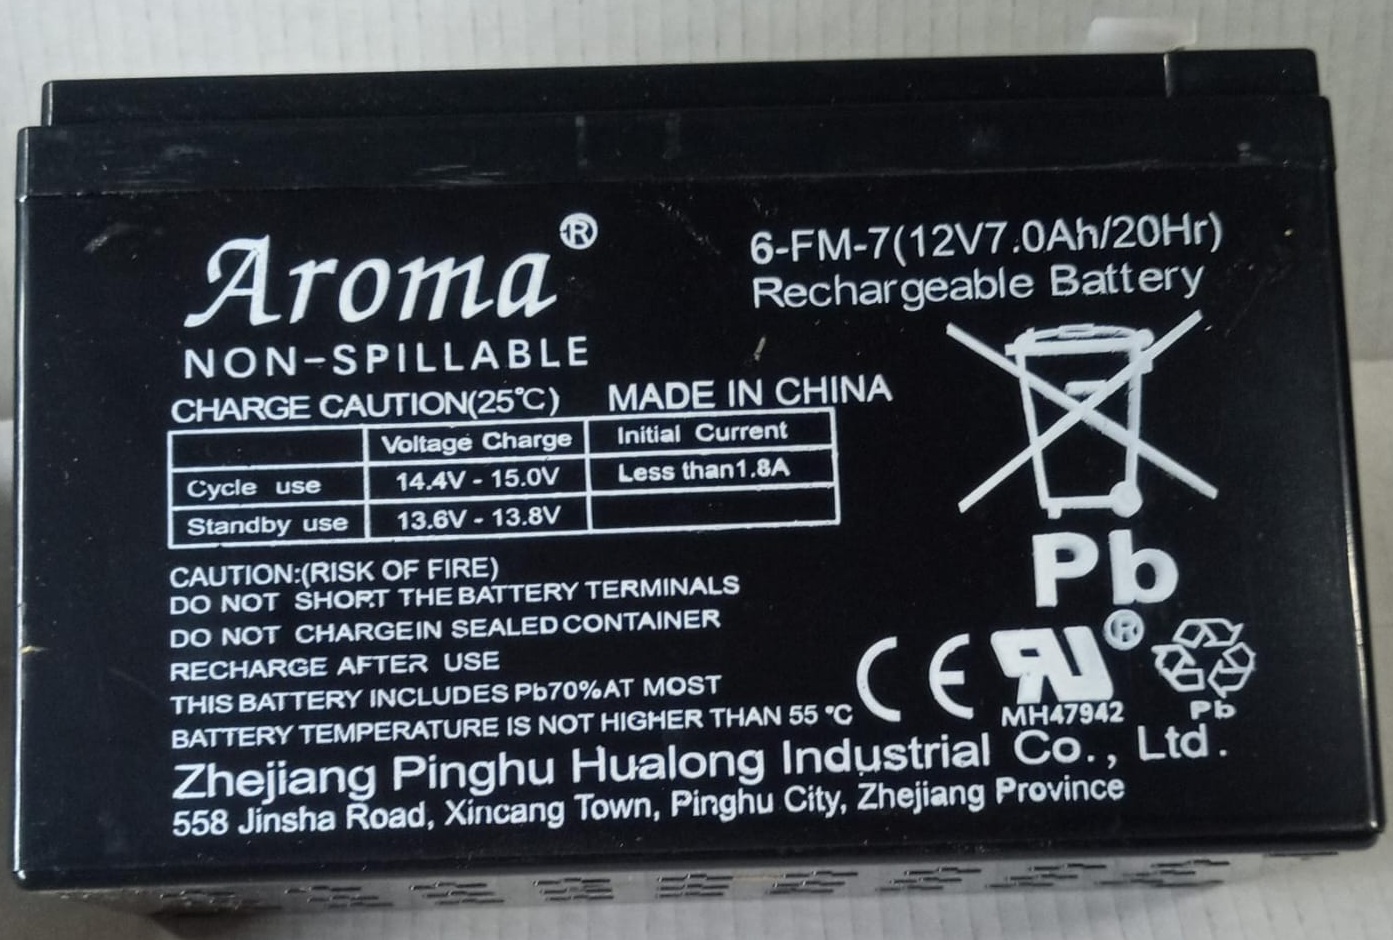 Aroma®
NON-SPILLABLE
6-FM-7(12V7.0Ah/20Hr)
Rechargeable Battery
CHARGE CAUTION(25℃) MADE IN CHINA
Voltage Charge Initial Current
Cycle use 14.4V - 15.0V Less than1.8A
Standby use 13.6V - 13.8V
CAUTION:(RISK OF FIRE)
DO NOT SHORT THE BATTERY TERMINALS
DO NOT CHARGEIN SEALED CONTAINER
RECHARGE AFTER USE
THIS BATTERY INCLUDES Pb70%AT MOST
BATTERY TEMPERATURE IS NOT HIGHER THAN 55 ℃
Pb
CE RU®
MH47942
Pb
Zhejiang Pinghu Hualong Industrial Co., Ltd.
558 Jinsha Road, Xincang Town, Pinghu City, Zhejiang Province